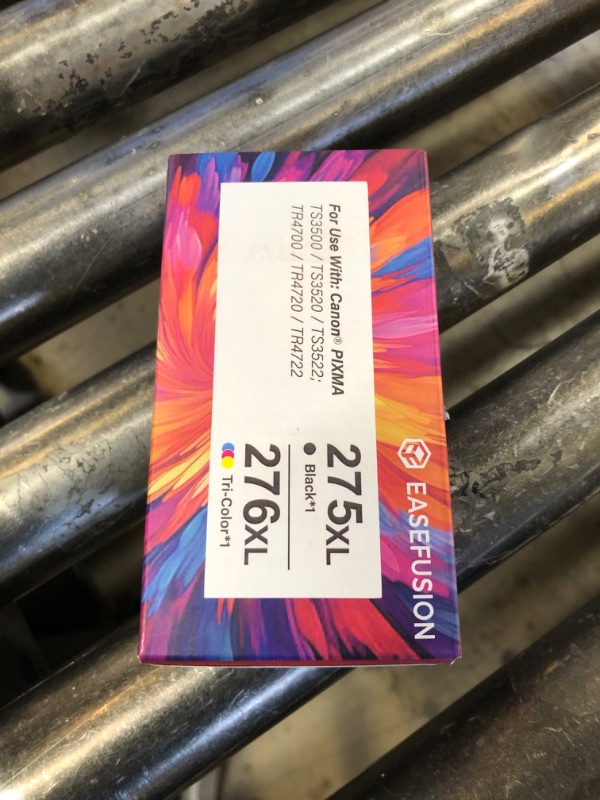 EASEFUSION
For Use With: Canon® PIXMA
TS3500 / TS3520 / TS3522;
TR4700 / TR4720 / TR4722
275XL
Black*1
276XL
Tri-Color*1